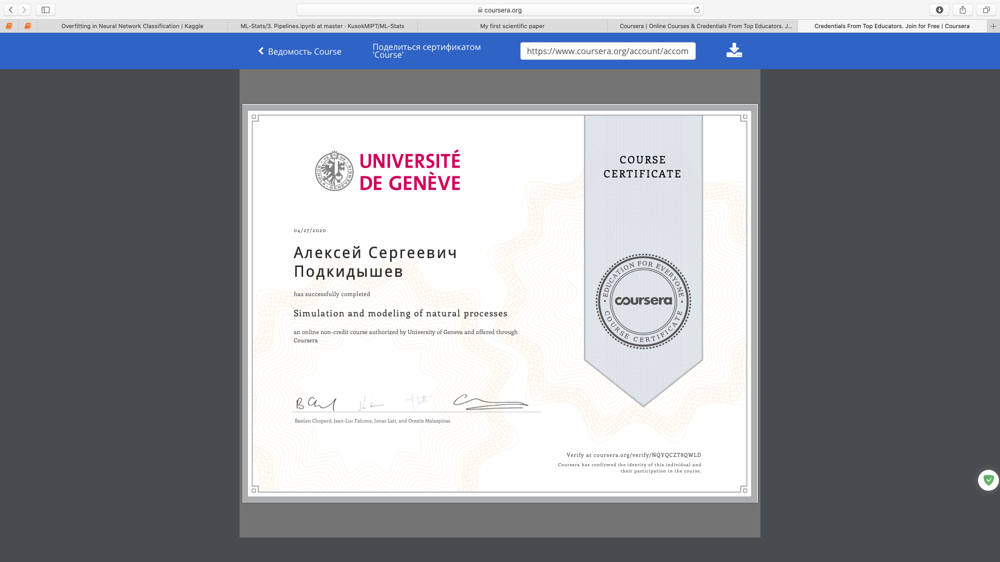 coursera.org
Overfitting in Neural Network Classification | Kaggle
ML-Stats/3. Pipelines.ipynb at master · KusokMIPT/ML-Stats
My first scientific paper
Coursera | Online Courses & Credentials From Top Educators. J...
Credentials From Top Educators. Join for Free | Coursera
Ведомость Course
Поделиться сертификатом
'Course'
https://www.coursera.org/account/accom
UNIVERSITÉ
DE GENÈVE
1559
SCHOLA GENEVENSIS
COURSE
CERTIFICATE
04/27/2020
Алексей Сергеевич
Подкидышев
has successfully completed
Simulation and modeling of natural processes
an online non-credit course authorized by University of Geneva and offered through
Coursera
EDUCATION FOR EVERYONE
coursera
COURSE CERTIFICATE
Bastien Chopard, Jean-Luc Falcone, Jonas Latt, and Orestis Malaspinas
Verify at coursera.org/verify/NQYQCZT8QWLD
Coursera has confirmed the identity of this individual and
their participation in the course.